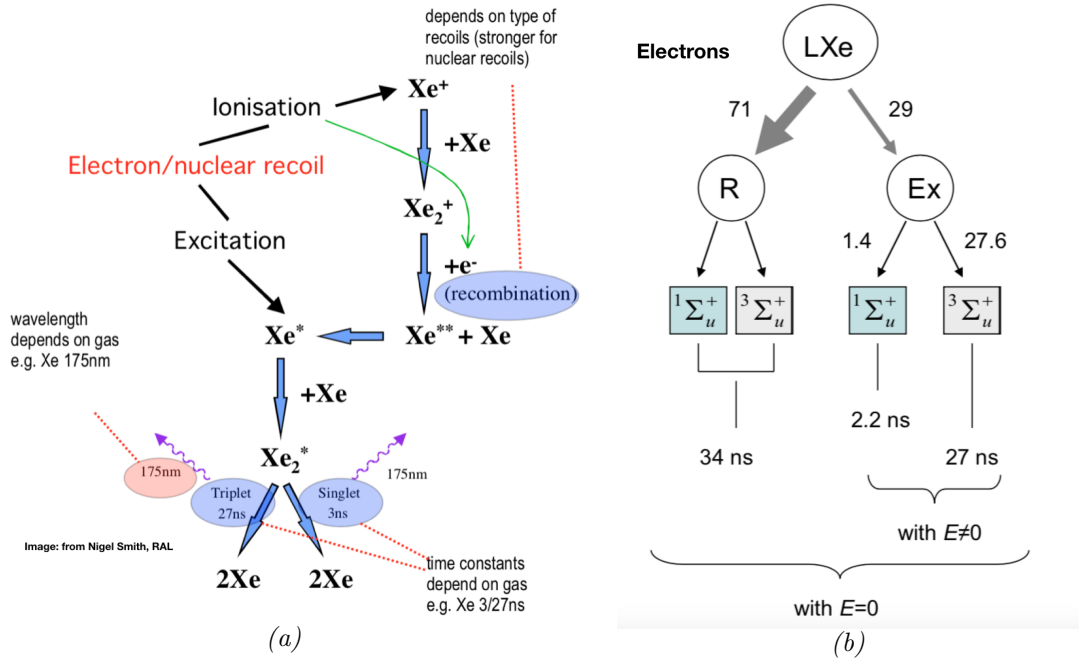 depends on type of
recoils (stronger for
nuclear recoils)
Ionisation
Xe+
+Xe
Electron/nuclear recoil
Xe2+
Excitation
+e-
(recombination)
wavelength
depends on gas
e.g. Xe 175nm
Xe*
Xe** + Xe
+Xe
Xe2*
175nm
175nm
Triplet
27ns
Singlet
3ns
Image: from Nigel Smith, RAL
2Xe
2Xe
time constants
depend on gas
e.g. Xe 3/27ns
(a)
Electrons
LXe
71
29
R
Ex
1.4
27.6
1Σu+
3Σu+
1Σu+
3Σu+
2.2 ns
34 ns
27 ns
with E≠0
with E=0
(b)